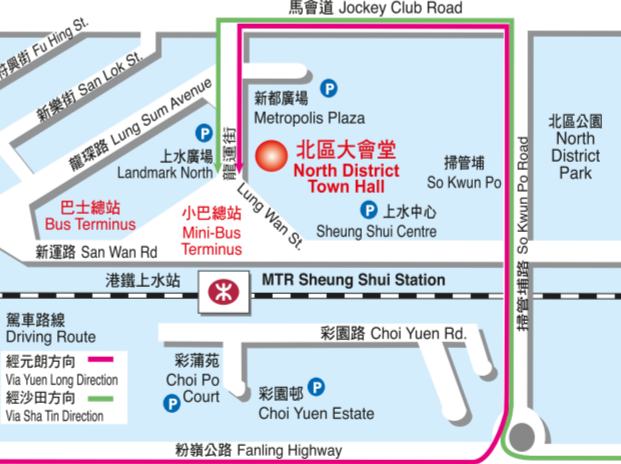 馬會道 Jockey Club Road
符興街 Fu Hing St.
新樂街 San Lok St.
龍琛路 Lung Sum Avenue
新都廣場
P
Metropolis Plaza
北區公園
North
District
Park
P
上水廣場
Landmark North
龍運街
北區大會堂
North District
Town Hall
掃管埔
So Kwun Po
掃管埔路 So Kwun Po Road
巴士總站
Bus Terminus
小巴總站
Mini-Bus
Terminus
Lung Wan St.
P 上水中心
Sheung Shui Centre
新運路 San Wan Rd
港鐵上水站
MTR Sheung Shui Station
駕車路線
Driving Route
經元朗方向
Via Yuen Long Direction
經沙田方向
Via Sha Tin Direction
彩園路 Choi Yuen Rd.
彩蒲苑
Choi Po
Court
P
彩園邨 P
Choi Yuen Estate
粉嶺公路 Fanling Highway